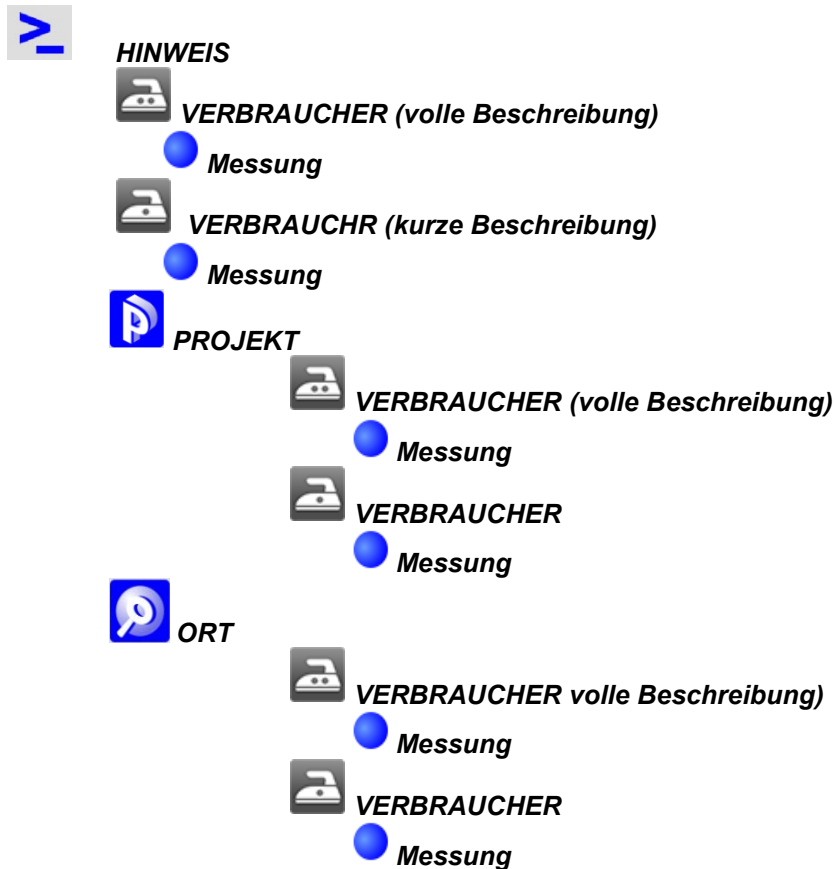 HINWEIS
VERBRAUCHER (volle Beschreibung)
Messung
VERBRAUCHR (kurze Beschreibung)
Messung
PROJEKT
VERBRAUCHER (volle Beschreibung)
Messung
VERBRAUCHER
Messung
ORT
VERBRAUCHER volle Beschreibung)
Messung
VERBRAUCHER
Messung